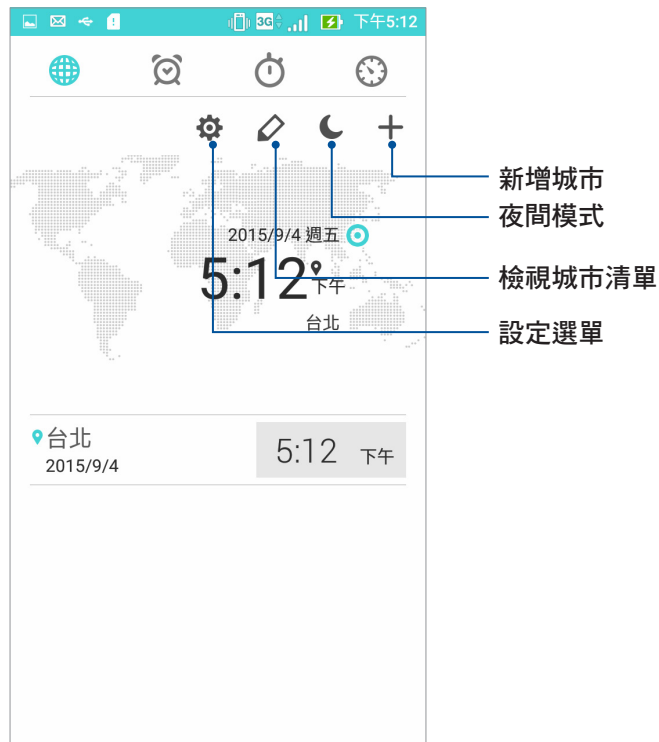 3G 下午5:12
新增城市
夜間模式
2015/9/4 週五
5:12 下午
檢視城市清單
台北
設定選單
台北
2015/9/4
5:12 下午